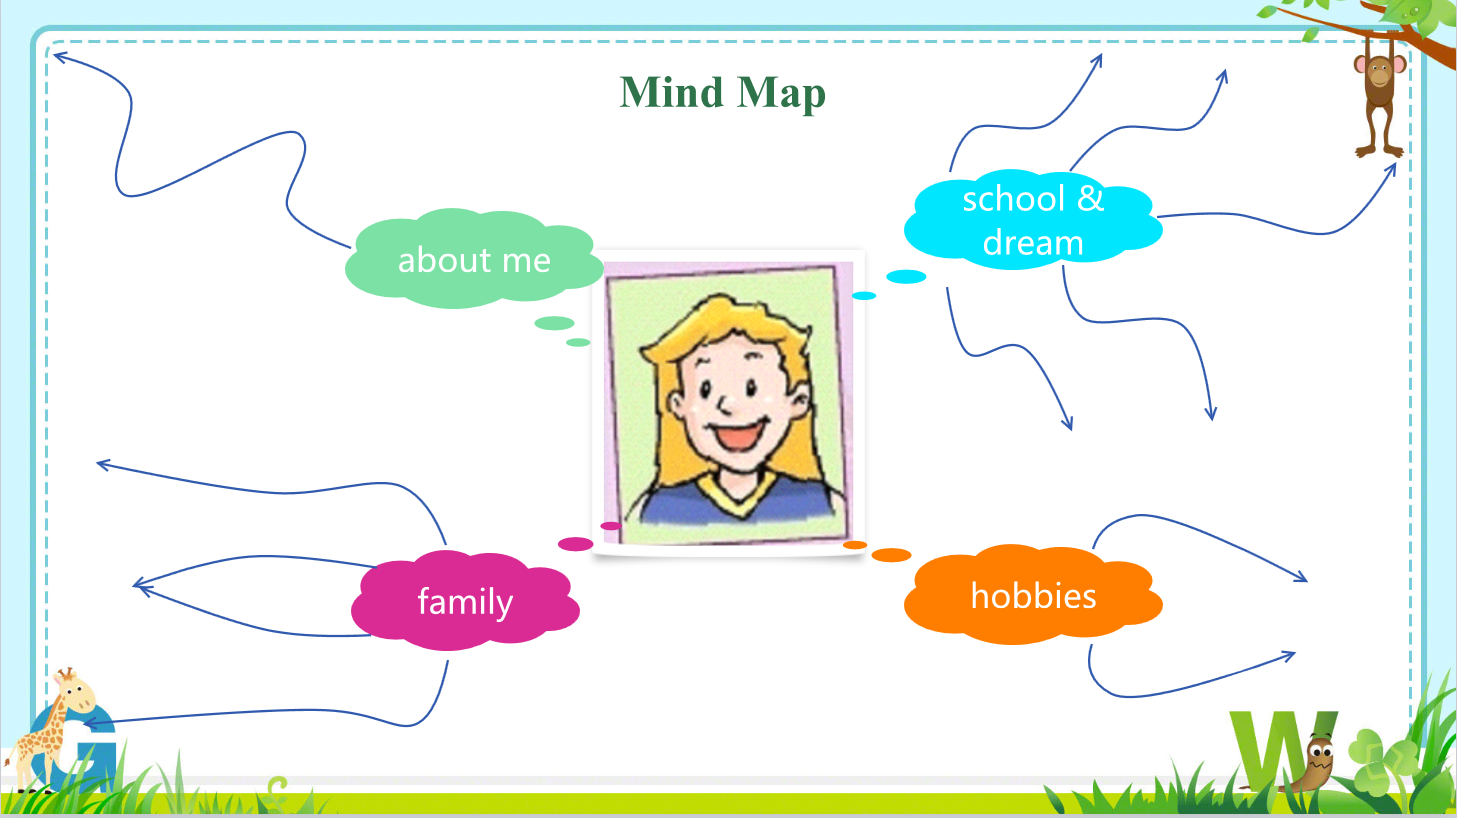 Mind Map
about me
school &
dream
family
hobbies
G
W